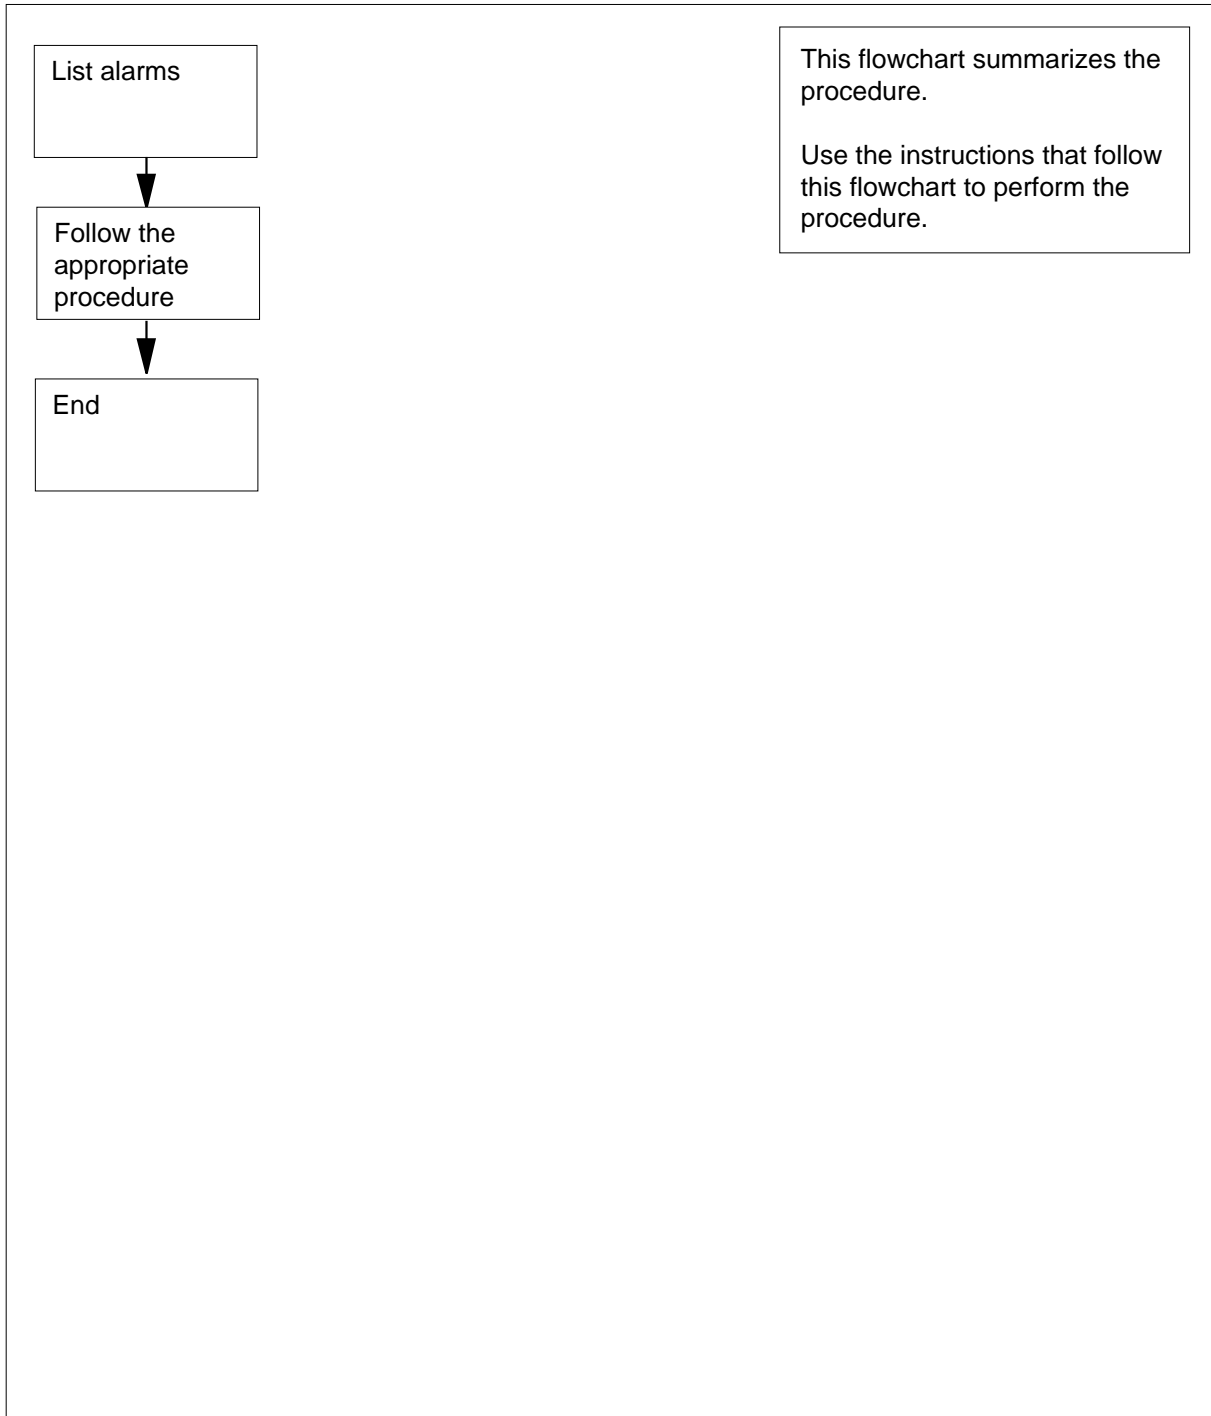 List alarms
Follow the
appropriate
procedure
End
This flowchart summarizes the
procedure.
Use the instructions that follow
this flowchart to perform the
procedure.